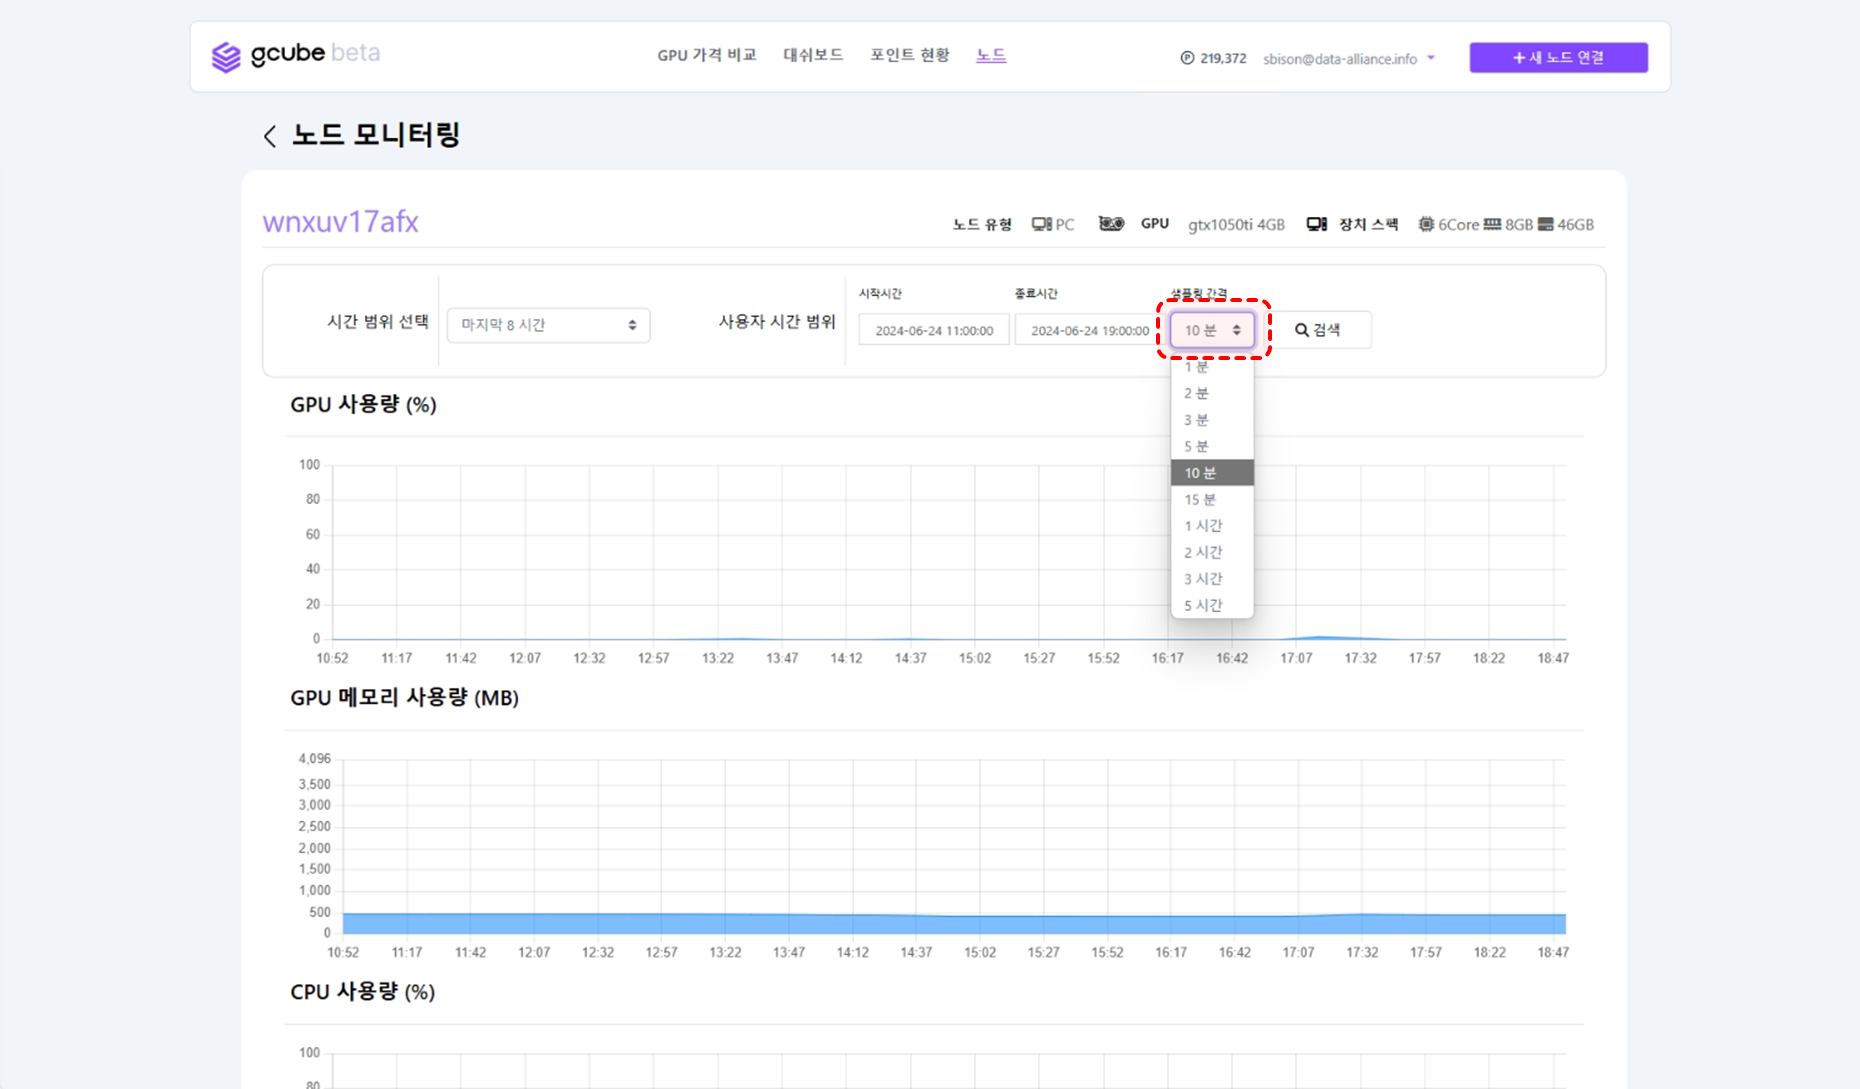 gcube beta
GPU 가격 비교 대쉬보드 포인트 현황 노드
P 219,372 sbison@data-alliance.info
+ 새 노드 연결
노드 모니터링
wnxuv17afx
노드 유형 PC GPU gtx1050ti 4GB 장치 스펙 6Core 8GB 46GB
시간 범위 선택
마지막 8 시간
사용자 시간 범위
시작시간 종료시간 샘플링 간격
2024-06-24 11:00:00 2024-06-24 19:00:00 10 분 검색
1 분
2 분
3 분
5 분
10 분
15 분
1 시간
2 시간
3 시간
5 시간
GPU 사용량 (%)
100
80
60
40
20
0
10:52 11:17 11:42 12:07 12:32 12:57 13:22 13:47 14:12 14:37 15:02 15:27 15:52 16:17 16:42 17:07 17:32 17:57 18:22 18:47
GPU 메모리 사용량 (MB)
4,096
3,500
3,000
2,500
2,000
1,500
1,000
500
0
10:52 11:17 11:42 12:07 12:32 12:57 13:22 13:47 14:12 14:37 15:02 15:27 15:52 16:17 16:42 17:07 17:32 17:57 18:22 18:47
CPU 사용량 (%)
100
80